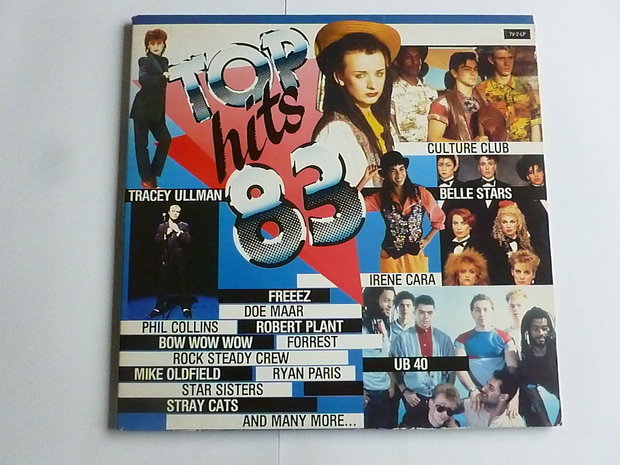 TV-2-LP
TOP
hits
83
CULTURE CLUB
TRACEY ULLMAN
BELLE STARS
IRENE CARA
FREEEZ
DOE MAAR
PHIL COLLINS ROBERT PLANT
BOW WOW WOW FORREST
ROCK STEADY CREW
MIKE OLDFIELD RYAN PARIS
STAR SISTERS
STRAY CATS
AND MANY MORE...
UB 40